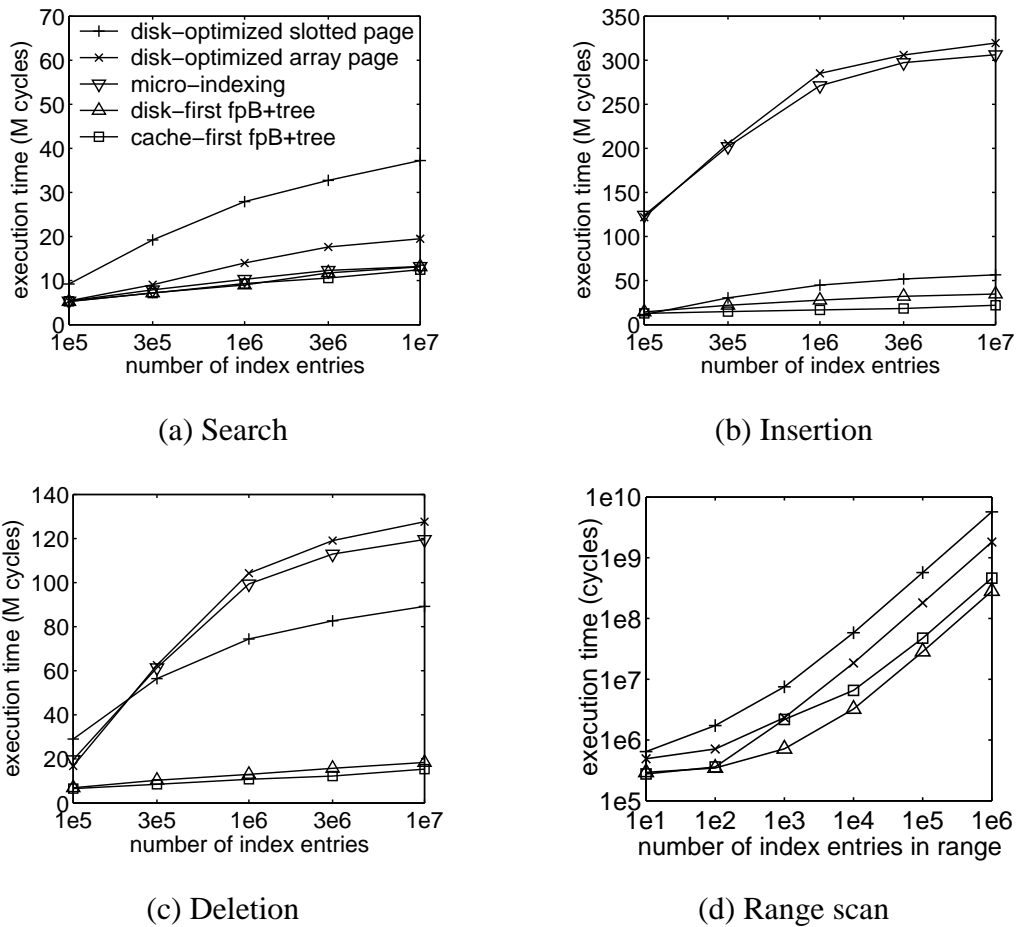 execution time (M cycles)
70
60
50
40
30
20
10
0
disk−optimized slotted page
disk−optimized array page
micro−indexing
disk−first fpB+tree
cache−first fpB+tree
1e5 3e5 1e6 3e6 1e7
number of index entries
(a) Search
execution time (M cycles)
350
300
250
200
150
100
50
0
1e5 3e5 1e6 3e6 1e7
number of index entries
(b) Insertion
execution time (M cycles)
140
120
100
80
60
40
20
0
1e5 3e5 1e6 3e6 1e7
number of index entries
(c) Deletion
execution time (cycles)
1e10
1e9
1e8
1e7
1e6
1e5
1e1 1e2 1e3 1e4 1e5 1e6
number of index entries in range
(d) Range scan